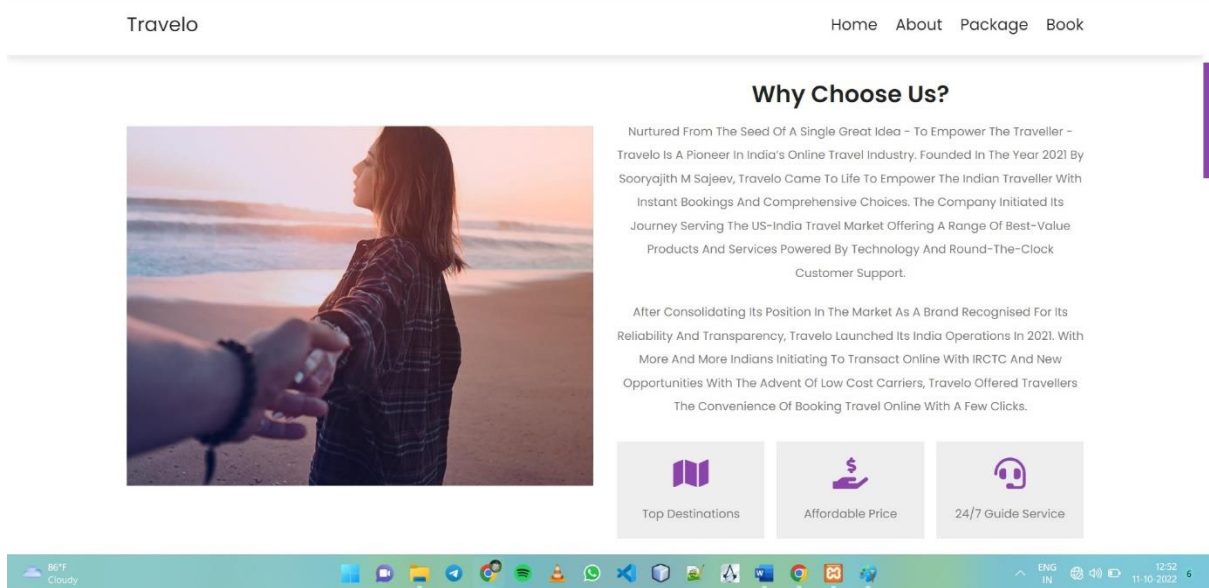 Travelo
Home About Package Book
Why Choose Us?
Nurtured From The Seed Of A Single Great Idea - To Empower The Traveller -
Travelo Is A Pioneer In India's Online Travel Industry. Founded In The Year 2021 By
Sooryajith M Sajeev, Travelo Came To Life To Empower The Indian Traveller With
Instant Bookings And Comprehensive Choices. The Company Initiated Its
Journey Serving The US-India Travel Market Offering A Range Of Best-Value
Products And Services Powered By Technology And Round-The-Clock
Customer Support.
After Consolidating Its Position In The Market As A Brand Recognised For Its
Reliability And Transparency, Travelo Launched Its India Operations In 2021. With
More And More Indians Initiating To Transact Online With IRCTC And New
Opportunities With The Advent Of Low Cost Carriers, Travelo Offered Travellers
The Convenience Of Booking Travel Online With A Few Clicks.
Top Destinations
Affordable Price
24/7 Guide Service
86°F
Cloudy
ENG
IN
12:52
11-10-2022
6